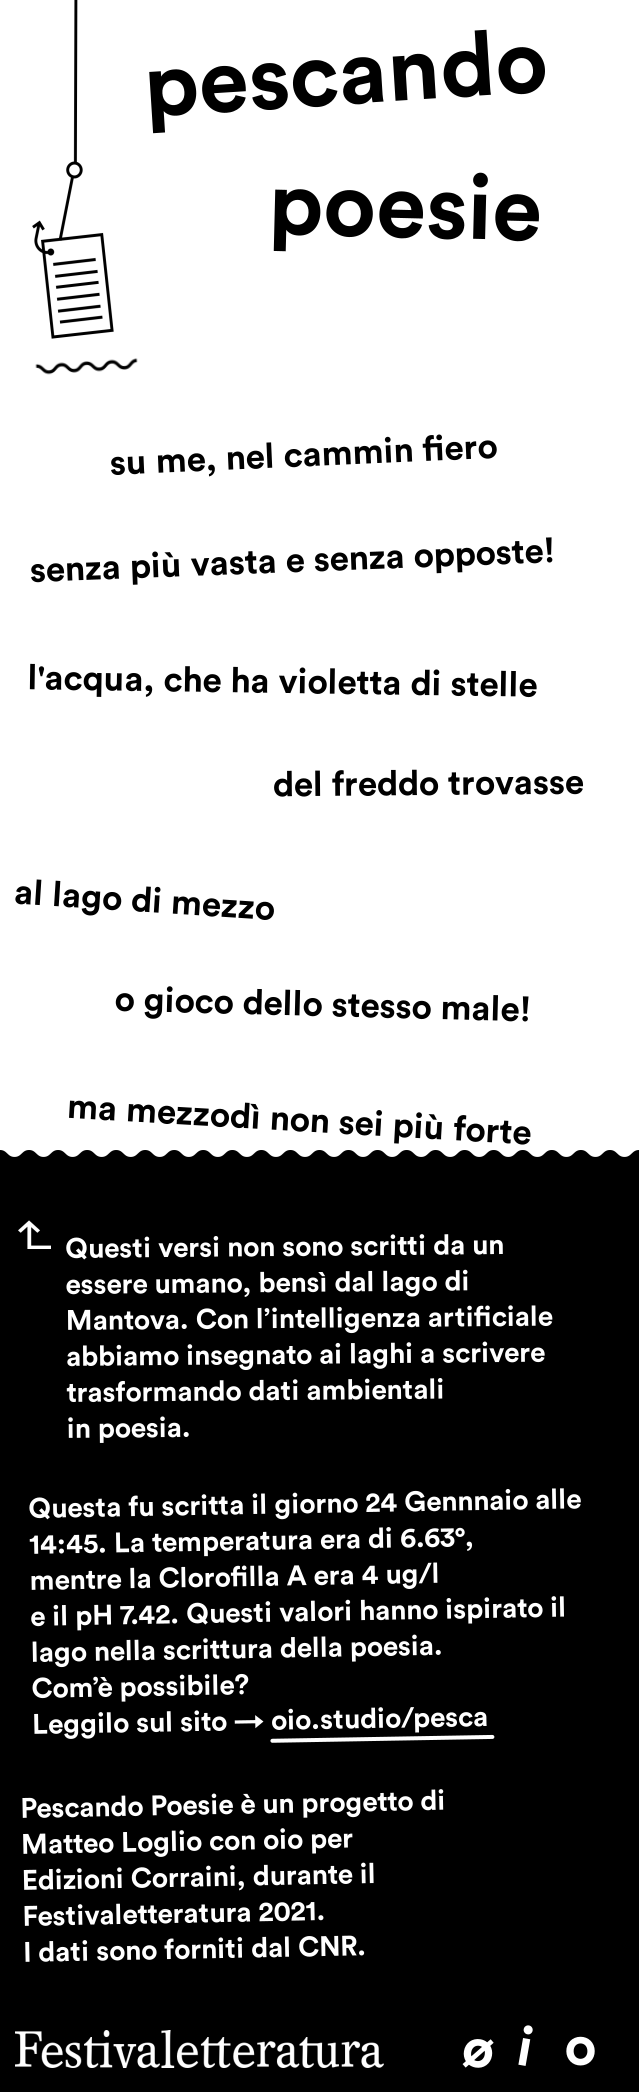 pescando
poesie
su me, nel cammin fiero
senza più vasta e senza opposte!
l'acqua, che ha violetta di stelle
del freddo trovasse
al lago di mezzo
o gioco dello stesso male!
ma mezzodì non sei più forte
Questi versi non sono scritti da un
essere umano, bensì dal lago di
Mantova. Con l’intelligenza artificiale
abbiamo insegnato ai laghi a scrivere
trasformando dati ambientali
in poesia.
Questa fu scritta il giorno 24 Gennnaio alle
14:45. La temperatura era di 6.63°,
mentre la Clorofilla A era 4 ug/l
e il pH 7.42. Questi valori hanno ispirato il
lago nella scrittura della poesia.
Com’è possibile?
Leggilo sul sito → oio.studio/pesca
Pescando Poesie è un progetto di
Matteo Loglio con oio per
Edizioni Corraini, durante il
Festivaletteratura 2021.
I dati sono forniti dal CNR.
Festivaletteratura ø i o